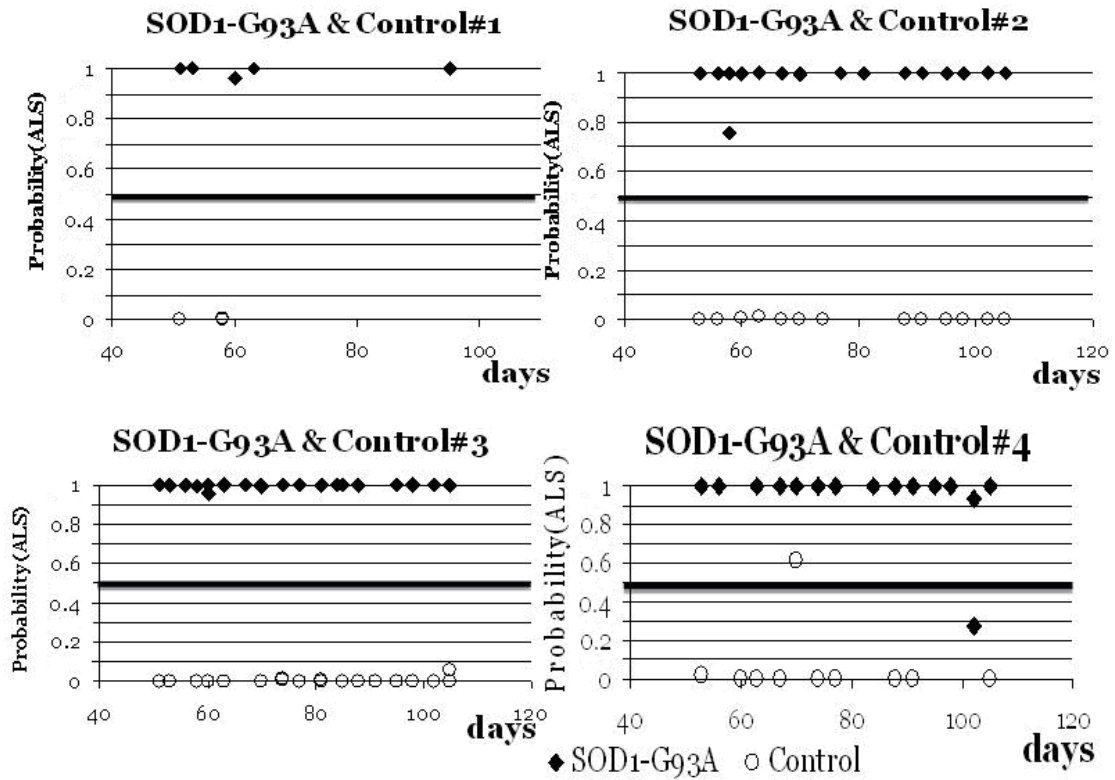 SOD1-G93A & Control#1
Probability(ALS)
1
0.8
0.6
0.4
0.2
0
40 60 80 100
days
SOD1-G93A & Control#2
Probability(ALS)
1
0.8
0.6
0.4
0.2
0
40 60 80 100 120
days
SOD1-G93A & Control#3
Probability(ALS)
1
0.8
0.6
0.4
0.2
0
40 60 80 100 120
days
SOD1-G93A & Control#4
Probability(ALS)
1
0.8
0.6
0.4
0.2
0
40 60 80 100 120
days
SOD1-G93A Control